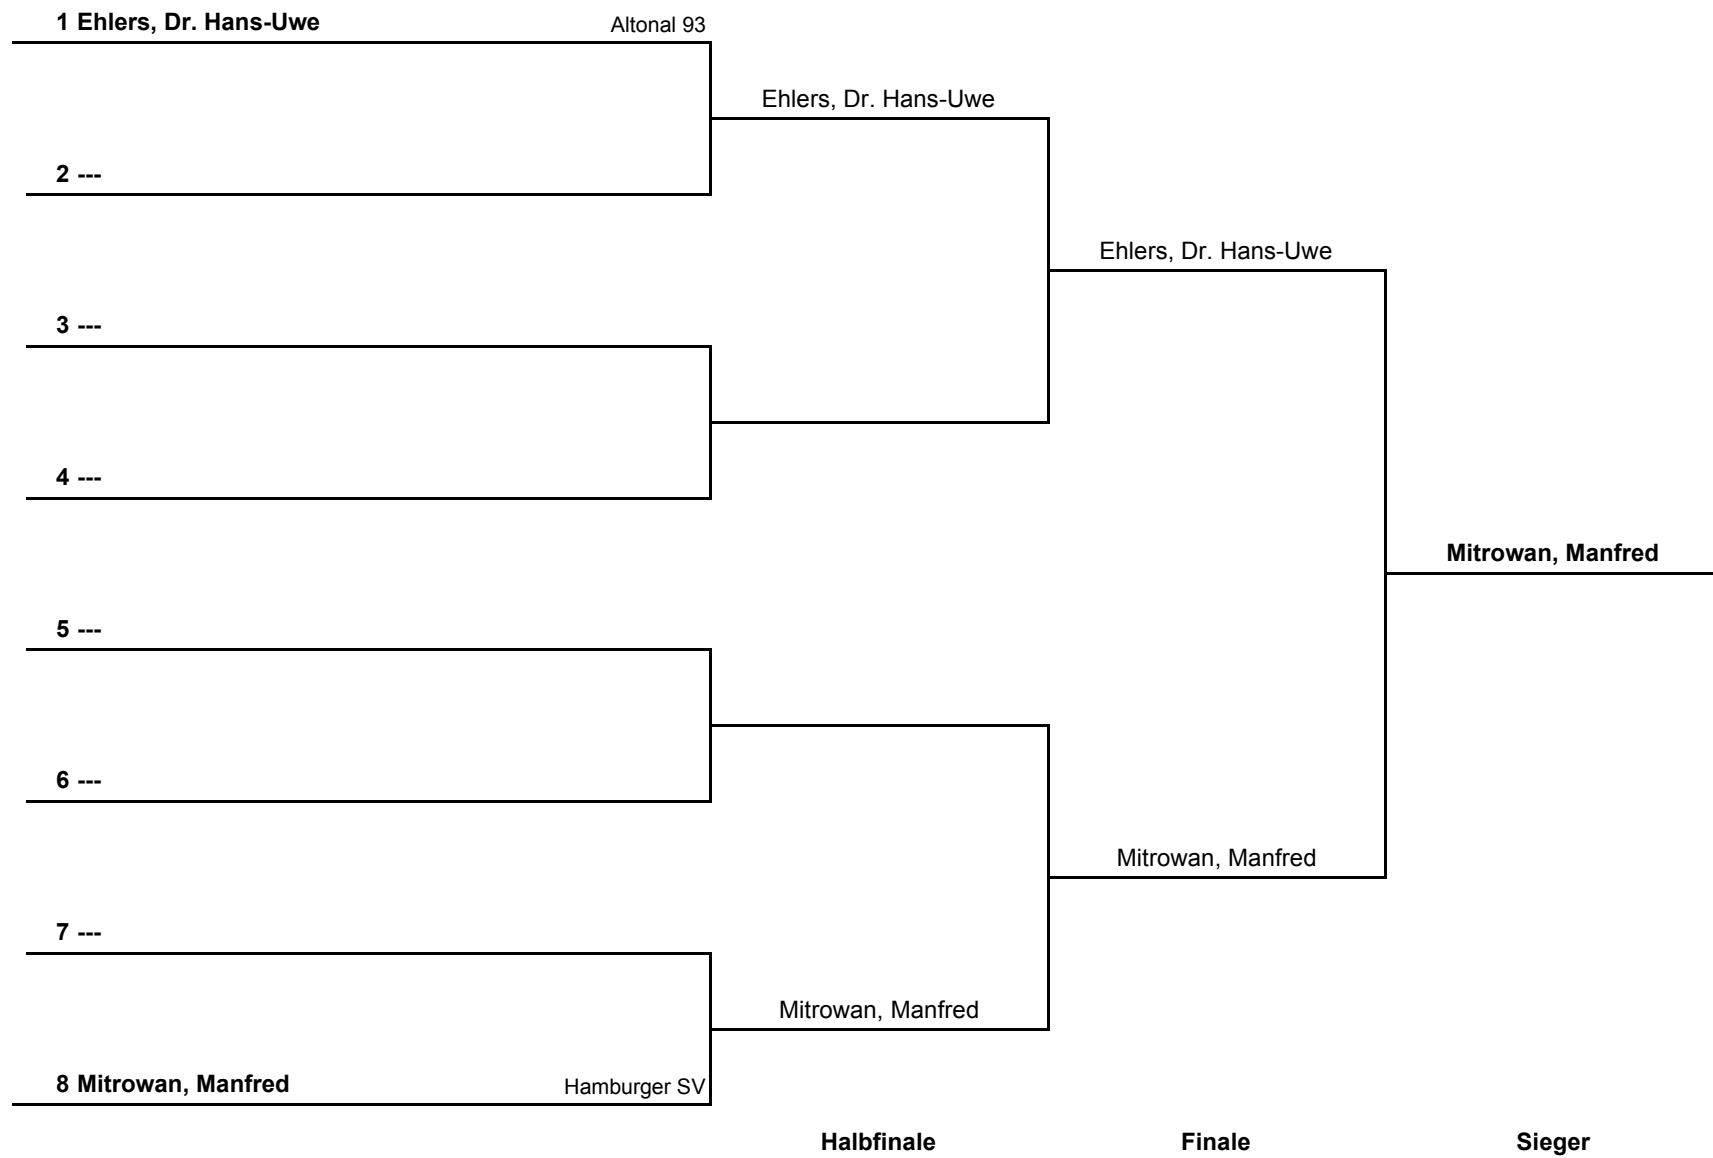 1 Ehlers, Dr. Hans-Uwe Altonal 93
Ehlers, Dr. Hans-Uwe
2 ---
Ehlers, Dr. Hans-Uwe
3 ---
4 ---
Mitrowan, Manfred
5 ---
6 ---
Mitrowan, Manfred
7 ---
Mitrowan, Manfred
8 Mitrowan, Manfred Hamburger SV
Halbfinale Finale Sieger